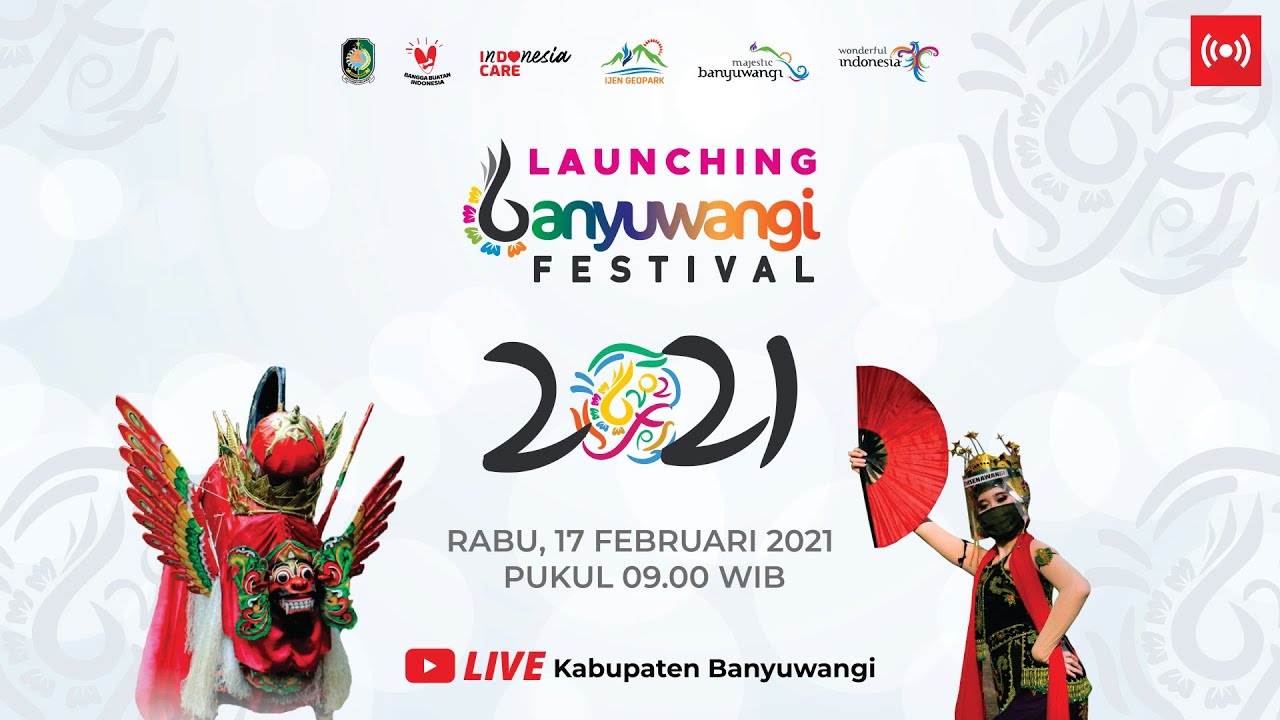 BANGGA BUATAN
INDONESIA
INDONESIA
CARE
IJEN GEOPARK
majestic
banyuwangi
wonderful
indonesia
LAUNCHING
banyuwangi
FESTIVAL
2021
RABU, 17 FEBRUARI 2021
PUKUL 09.00 WIB
LIVE Kabupaten Banyuwangi